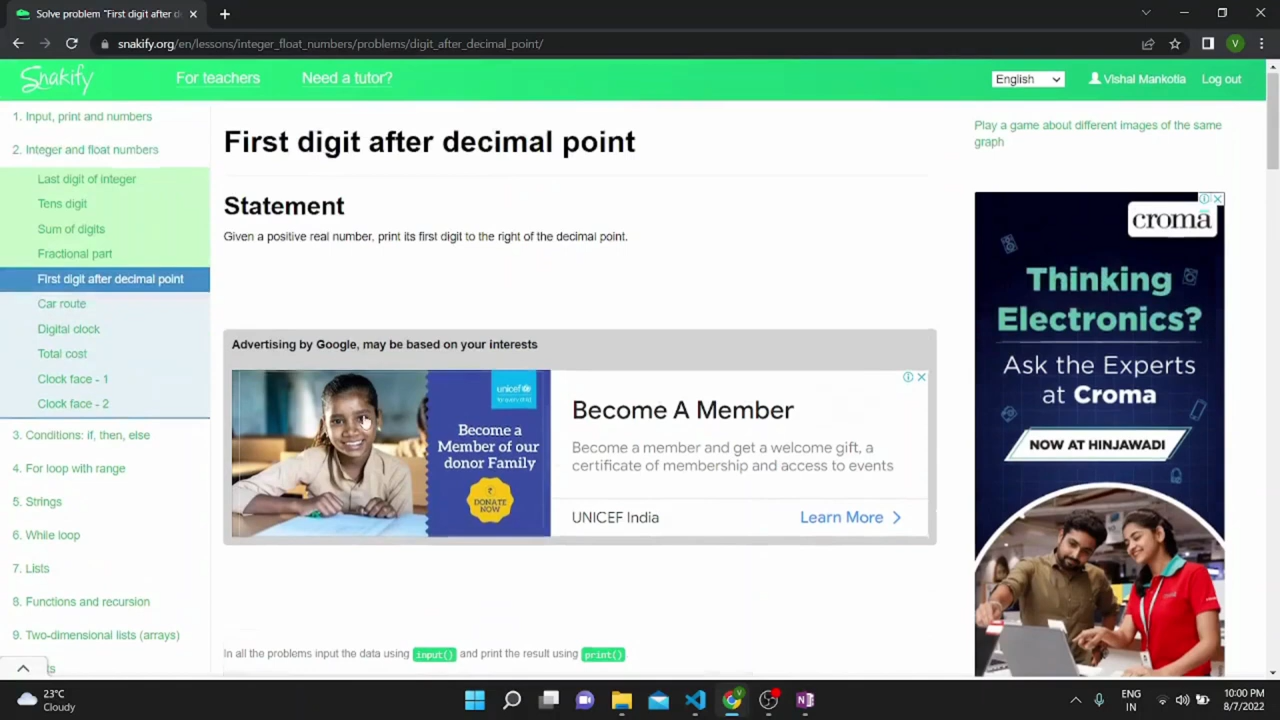 Solve problem "First digit after d
snakify.org/en/lessons/integer_float_numbers/problems/digit_after_decimal_point/
V
Snakify
For teachers
Need a tutor?
English
Vishal Mankotia
Log out
1. Input, print and numbers
2. Integer and float numbers
Last digit of integer
Tens digit
Sum of digits
Fractional part
First digit after decimal point
Car route
Digital clock
Total cost
Clock face - 1
Clock face - 2
3. Conditions: if, then, else
4. For loop with range
5. Strings
6. While loop
7. Lists
8. Functions and recursion
9. Two-dimensional lists (arrays)
First digit after decimal point
Statement
Given a positive real number, print its first digit to the right of the decimal point.
Advertising by Google, may be based on your interests
unicef
for every child
Become a
Member of our
donor Family
DONATE
NOW
Become A Member
Become a member and get a welcome gift, a
certificate of membership and access to events
UNICEF India
Learn More
In all the problems input the data using input() and print the result using print()
Play a game about different images of the same
graph
croma
Thinking
Electronics?
Ask the Experts
at Croma
NOW AT HINJAWADI
23°C
Cloudy
ENG
IN
10:00 PM
8/7/2022